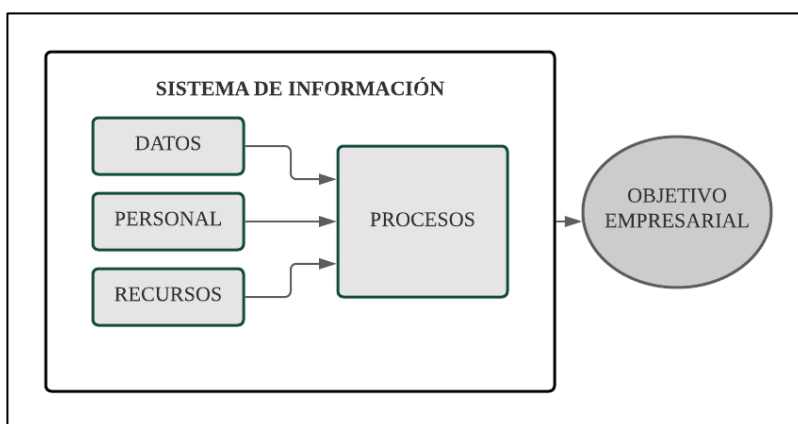 SISTEMA DE INFORMACIÓN
DATOS
PERSONAL
RECURSOS
PROCESOS
OBJETIVO
EMPRESARIAL